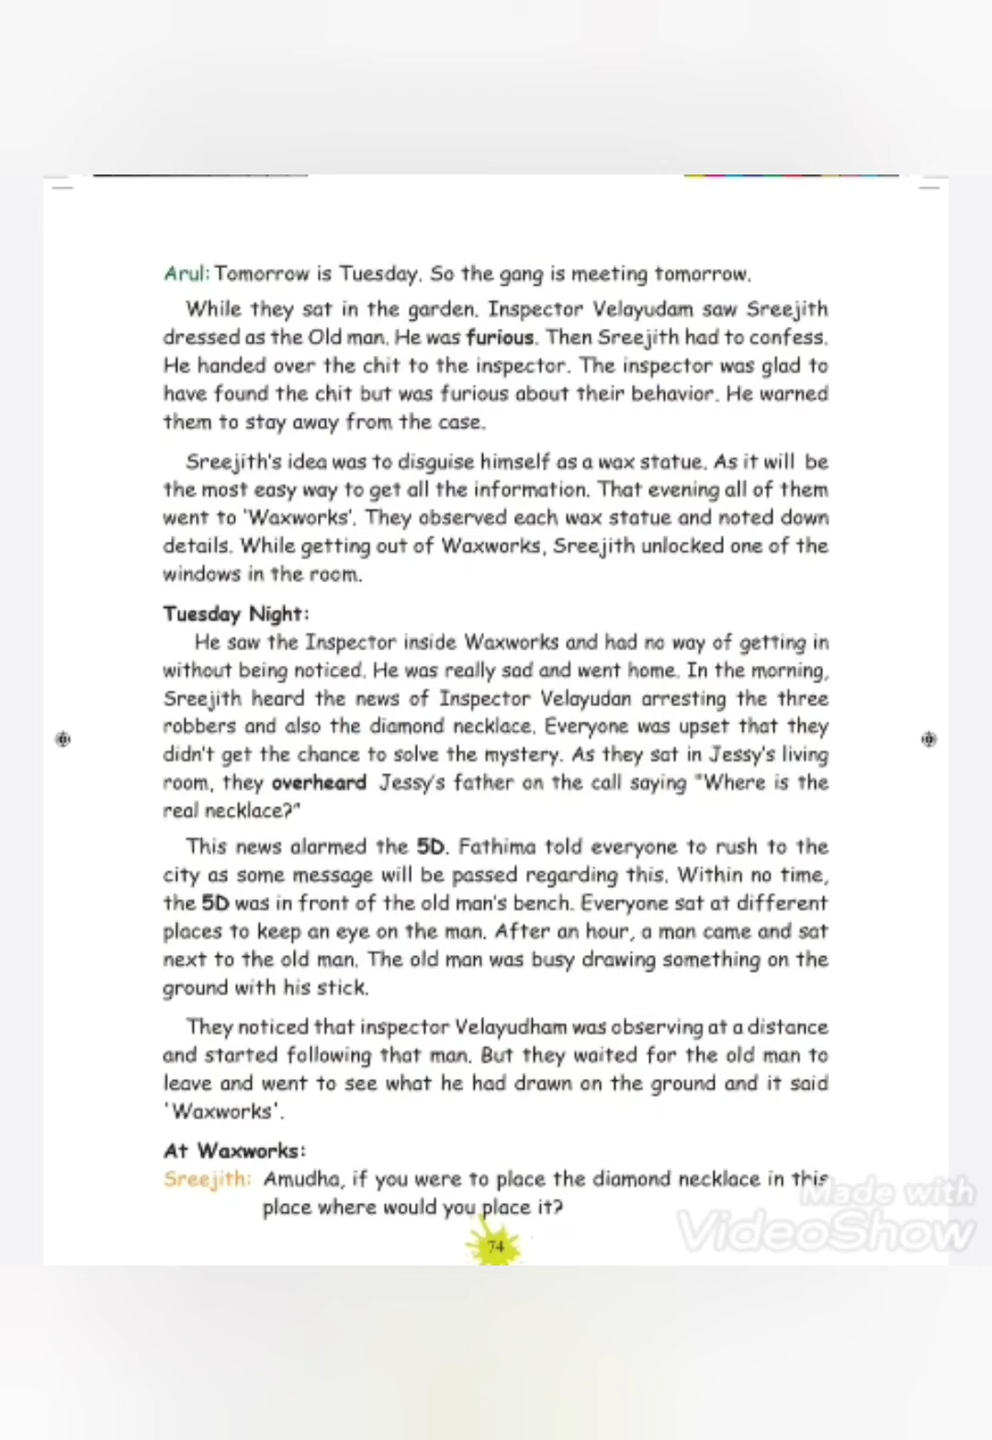 Arul: Tomorrow is Tuesday. So the gang is meeting tomorrow.
While they sat in the garden. Inspector Velayudam saw Sreejith
dressed as the Old man. He was furious. Then Sreejith had to confess.
He handed over the chit to the inspector. The inspector was glad to
have found the chit but was furious about their behavior. He warned
them to stay away from the case.
Sreejith's idea was to disguise himself as a wax statue. As it will be
the most easy way to get all the information. That evening all of them
went to 'Waxworks'. They observed each wax statue and noted down
details. While getting out of Waxworks, Sreejith unlocked one of the
windows in the room.
Tuesday Night:
He saw the Inspector inside Waxworks and had no way of getting in
without being noticed. He was really sad and went home. In the morning,
Sreejith heard the news of Inspector Velayudan arresting the three
robbers and also the diamond necklace. Everyone was upset that they
didn't get the chance to solve the mystery. As they sat in Jessy's living
room, they overheard Jessy's father on the call saying "Where is the
real necklace?"
This news alarmed the 5D. Fathima told everyone to rush to the
city as some message will be passed regarding this. Within no time,
the 5D was in front of the old man's bench. Everyone sat at different
places to keep an eye on the man. After an hour, a man came and sat
next to the old man. The old man was busy drawing something on the
ground with his stick.
They noticed that inspector Velayudham was observing at a distance
and started following that man. But they waited for the old man to
leave and went to see what he had drawn on the ground and it said
'Waxworks'.
At Waxworks:
Sreejith: Amudha, if you were to place the diamond necklace in this
place where would you place it?
74
Made with
VideoShow